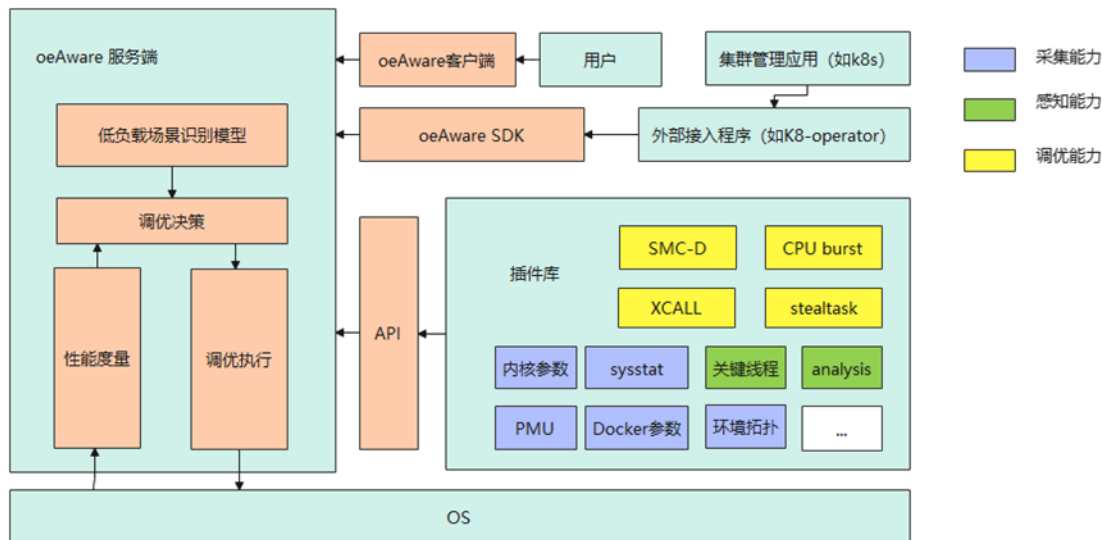 oeAware 服务端
oeAware客户端
用户
集群管理应用（如k8s）
采集能力
感知能力
调优能力
低负载场景识别模型
oeAware SDK
外部接入程序（如K8-operator）
调优决策
性能度量
调优执行
API
插件库
SMC-D
CPU burst
XCALL
stealtask
内核参数
sysstat
关键线程
analysis
PMU
Docker参数
环境拓扑
...
OS